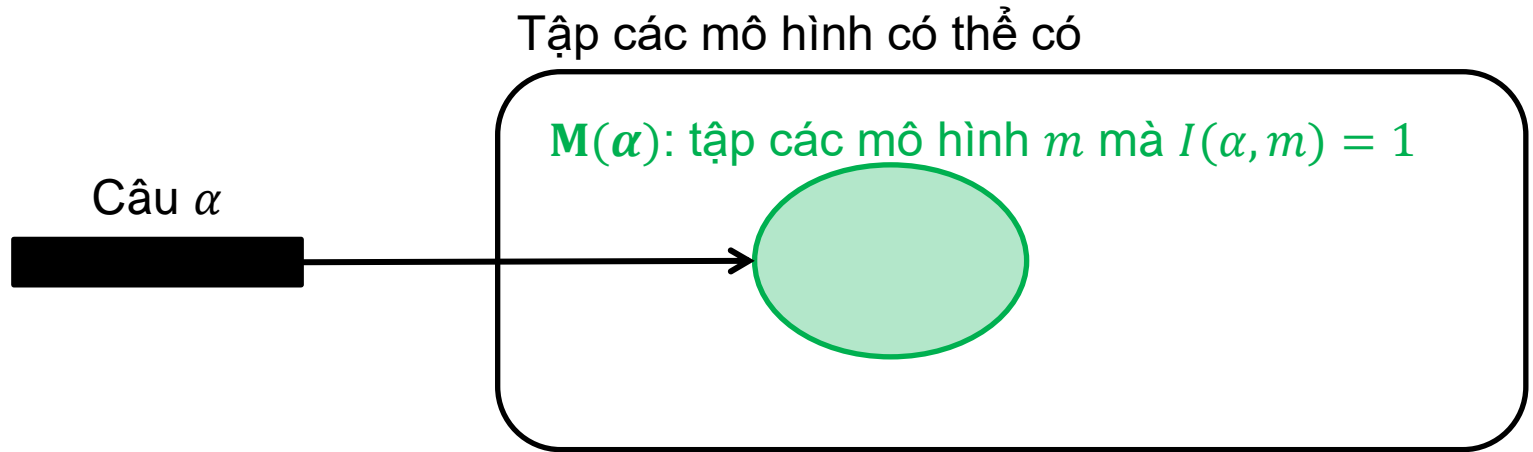 Tập các mô hình có thể có
M(α): tập các mô hình m mà I(α, m) = 1
Câu α